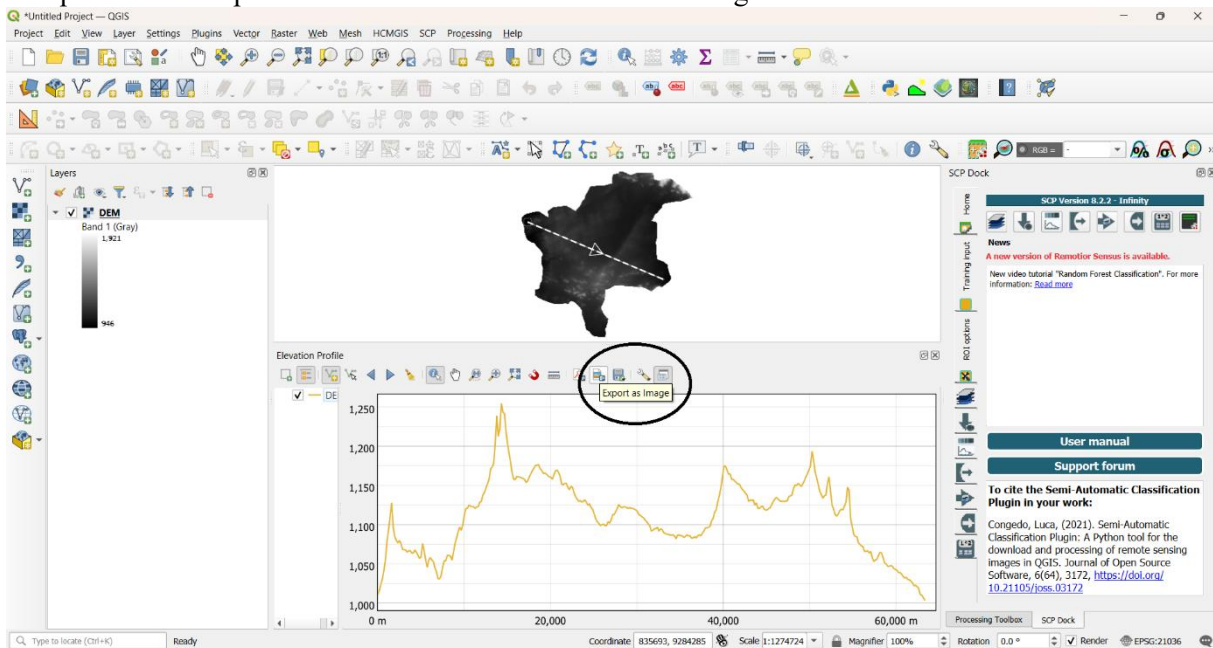 *Untitled Project — QGIS
Project Edit View Layer Settings Plugins Vector Raster Web Mesh HCMGIS SCP Processing Help
RGB = -
Layers
DEM
Band 1 (Gray)
1,921
946
Elevation Profile
Export as Image
DE
1,250
1,200
1,150
1,100
1,050
1,000
0 m 20,000 40,000 60,000 m
SCP Dock
Home
Training input
ROI options
SCP Version 8.2.2 - Infinity
News
A new version of Remotior Sensus is available.
New video tutorial "Random Forest Classification". For more
information: Read more
User manual
Support forum
To cite the Semi-Automatic Classification
Plugin in your work:
Congedo, Luca, (2021). Semi-Automatic
Classification Plugin: A Python tool for the
download and processing of remote sensing
images in QGIS. Journal of Open Source
Software, 6(64), 3172, https://doi.org/
10.21105/joss.03172
Processing Toolbox SCP Dock
Type to locate (Ctrl+K) Ready Coordinate 835693, 9284285 Scale 1:1274724 Magnifier 100% Rotation 0.0 ° Render EPSG:21036